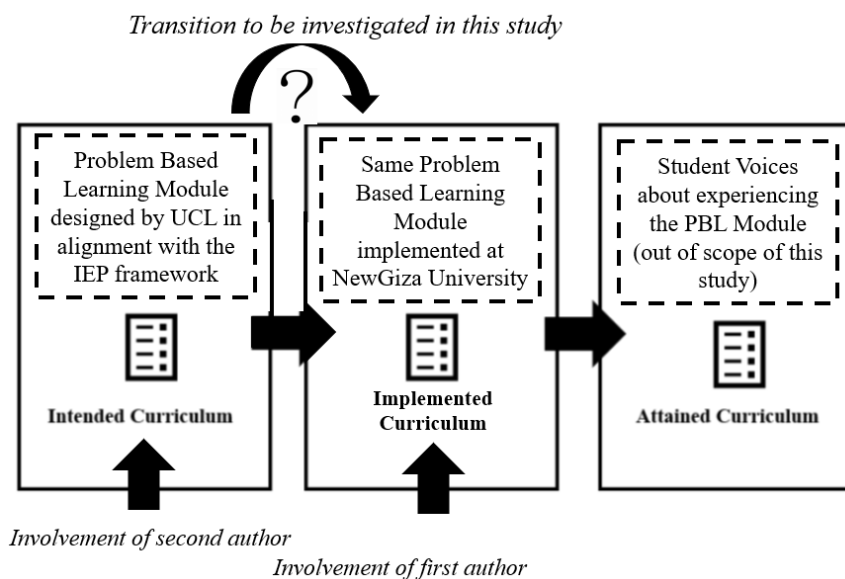 Transition to be investigated in this study
?
Problem Based
Learning Module
designed by UCL in
alignment with the
IEP framework
Intended Curriculum
Same Problem
Based Learning
Module
implemented at
NewGiza University
Implemented
Curriculum
Student Voices
about experiencing
the PBL Module
(out of scope of this
study)
Attained Curriculum
Involvement of second author
Involvement of first author